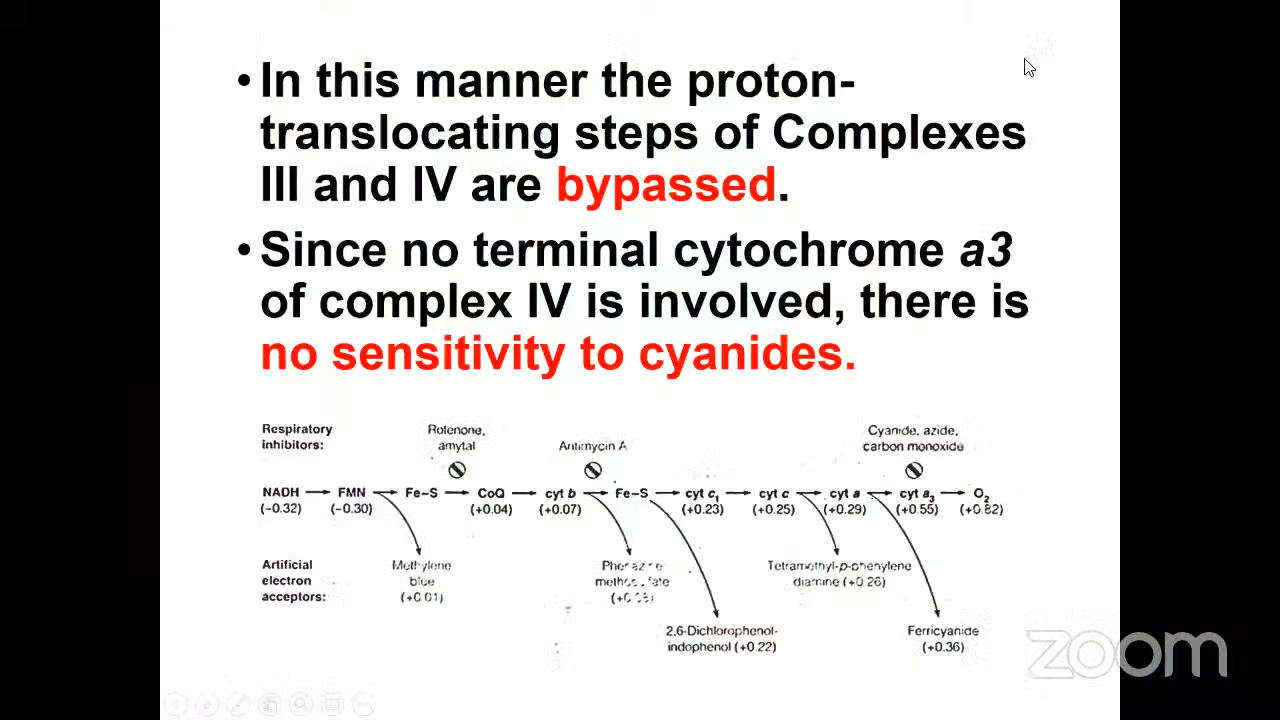 • In this manner the proton-
translocating steps of Complexes
III and IV are bypassed.
• Since no terminal cytochrome a3
of complex IV is involved, there is
no sensitivity to cyanides.
Respiratory inhibitors:
Rotenone, amytal
Antimycin A
Cyanide, azide, carbon monoxide
NADH → FMN → Fe–S → CoQ → cyt b → Fe–S → cyt c₁ → cyt c → cyt a → cyt a₃ → O₂
(−0.32) (−0.30) (+0.04) (+0.07) (+0.23) (+0.25) (+0.29) (+0.55) (+0.82)
Artificial electron acceptors:
Methylene blue (+0.01)
Tetramethyl-p-phenylene diamine (+0.26)
2,6-Dichlorophenol-
indophenol (+0.22)
Ferricyanide
(+0.36)
zoom